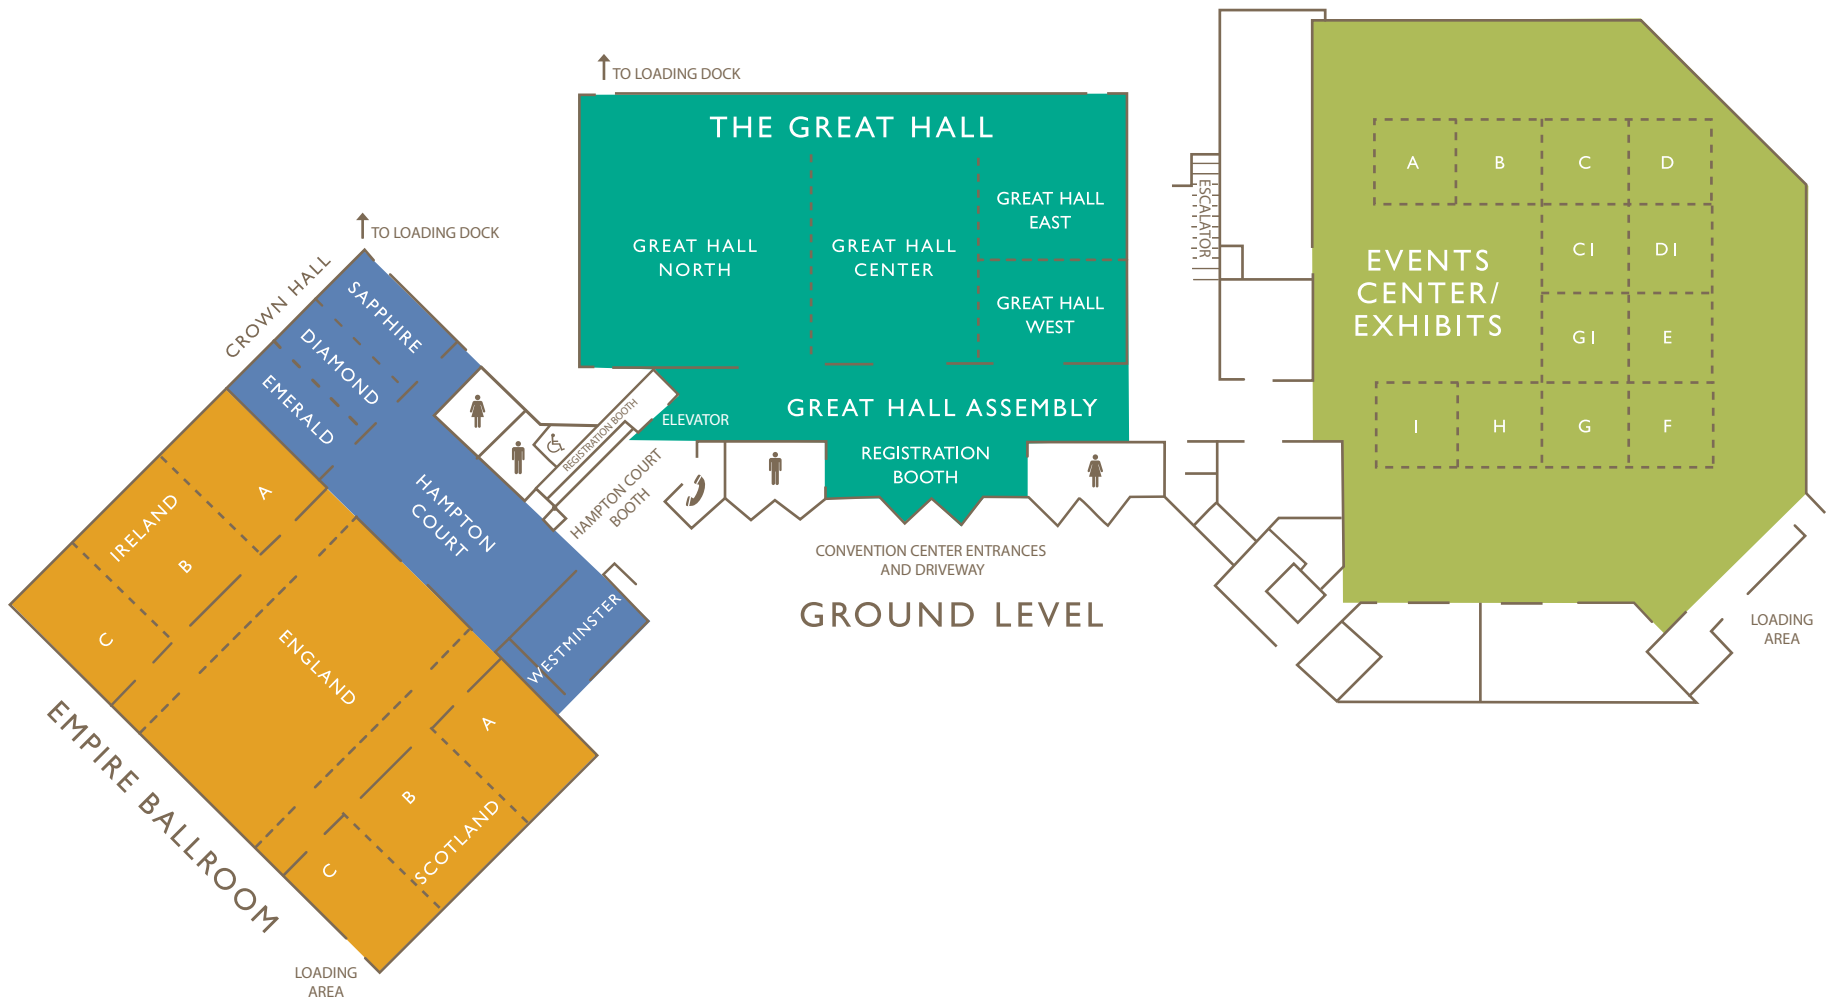 TO LOADING DOCK
THE GREAT HALL
GREAT HALL
NORTH
GREAT HALL
CENTER
GREAT HALL
EAST
GREAT HALL
WEST
GREAT HALL ASSEMBLY
ELEVATOR
REGISTRATION
BOOTH
TO LOADING DOCK
CROWN HALL
SAPPHIRE
DIAMOND
EMERALD
HAMPTON
COURT
WESTMINSTER
REGISTRATION BOOTH
HAMPTON COURT
BOOTH
IRELAND
A
B
C
ENGLAND
A
B
C
SCOTLAND
EMPIRE BALLROOM
LOADING
AREA
CONVENTION CENTER ENTRANCES
AND DRIVEWAY
GROUND LEVEL
ESCALATOR
EVENTS
CENTER/
EXHIBITS
A B C D
C1 D1
G1 E
I H G F
LOADING
AREA